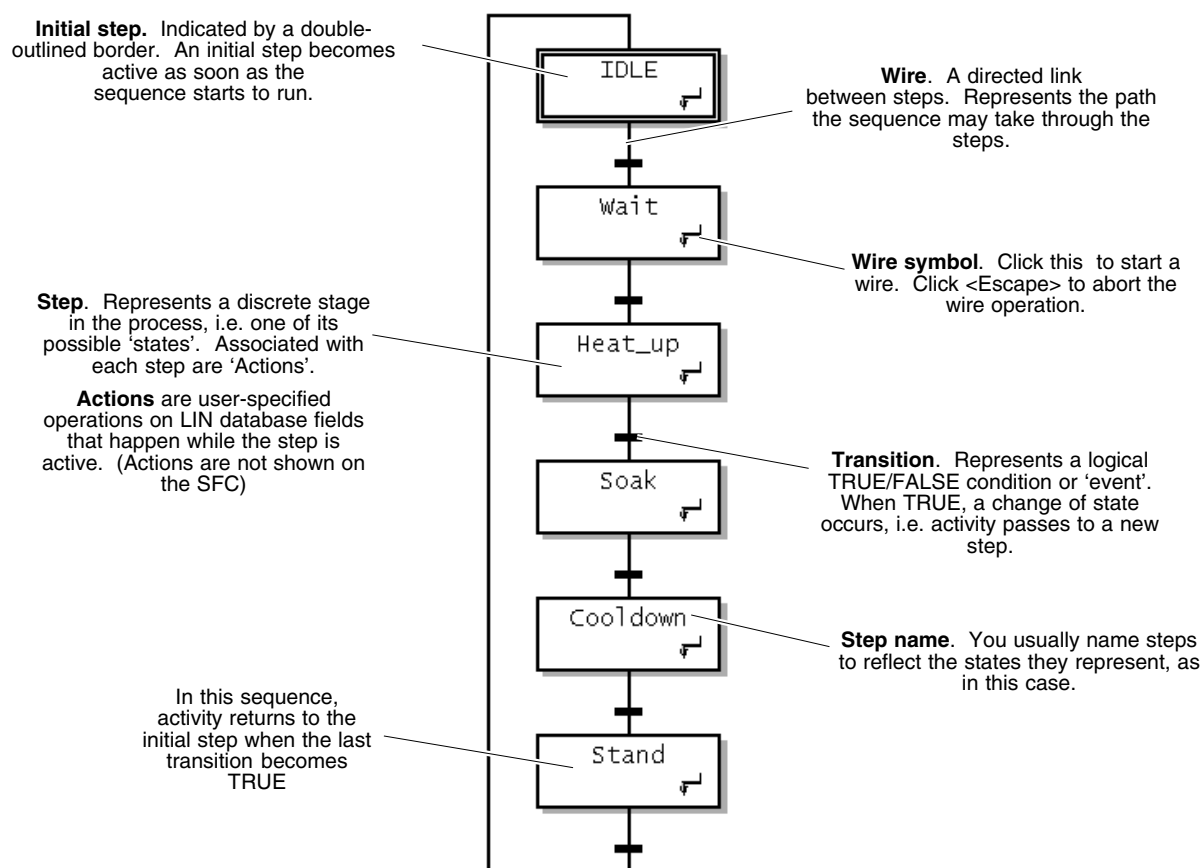 Initial step. Indicated by a double-
outlined border. An initial step becomes
active as soon as the
sequence starts to run.
IDLE
Wire. A directed link
between steps. Represents the path
the sequence may take through the
steps.
Wait
Wire symbol. Click this to start a
wire. Click <Escape> to abort the
wire operation.
Step. Represents a discrete stage
in the process, i.e. one of its
possible ‘states’. Associated with
each step are ‘Actions’.
Heat_up
Actions are user-specified
operations on LIN database fields
that happen while the step is
active. (Actions are not shown on
the SFC)
Transition. Represents a logical
TRUE/FALSE condition or ‘event’.
When TRUE, a change of state
occurs, i.e. activity passes to a new
step.
Soak
Cooldown
Step name. You usually name steps
to reflect the states they represent, as
in this case.
In this sequence,
activity returns to the
initial step when the last
transition becomes
TRUE
Stand